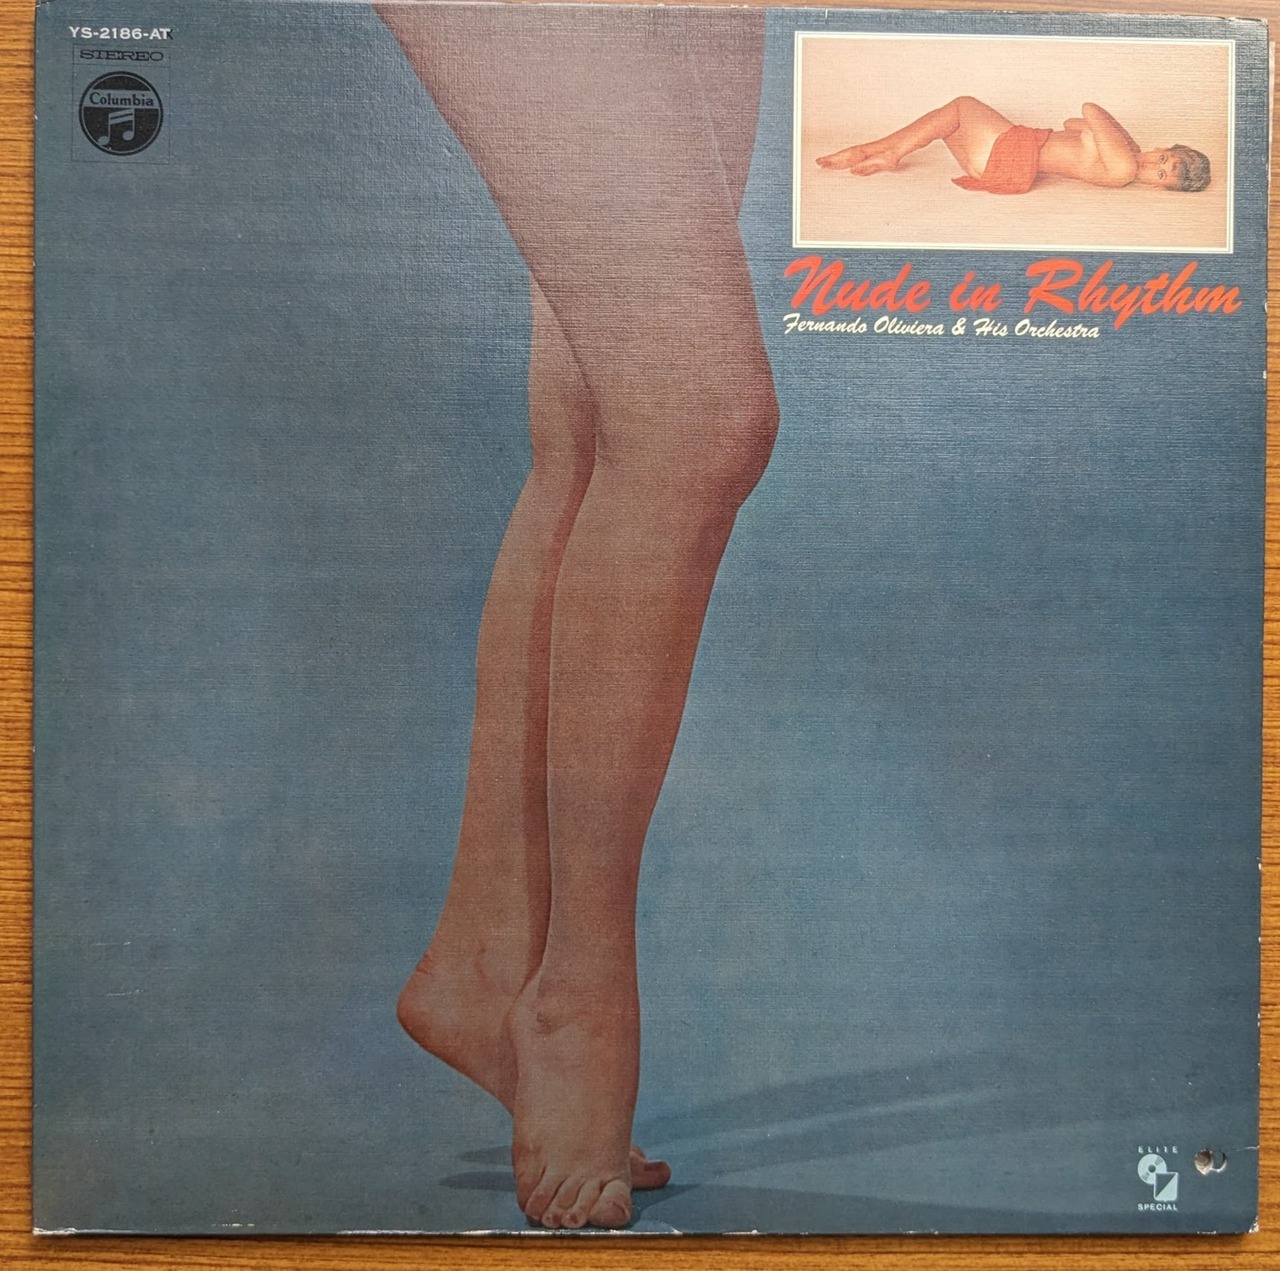 YS-2186-AT
STEREO
Columbia
Nude in Rhythm
Fernando Oliviera & His Orchestra
ELITE
SPECIAL